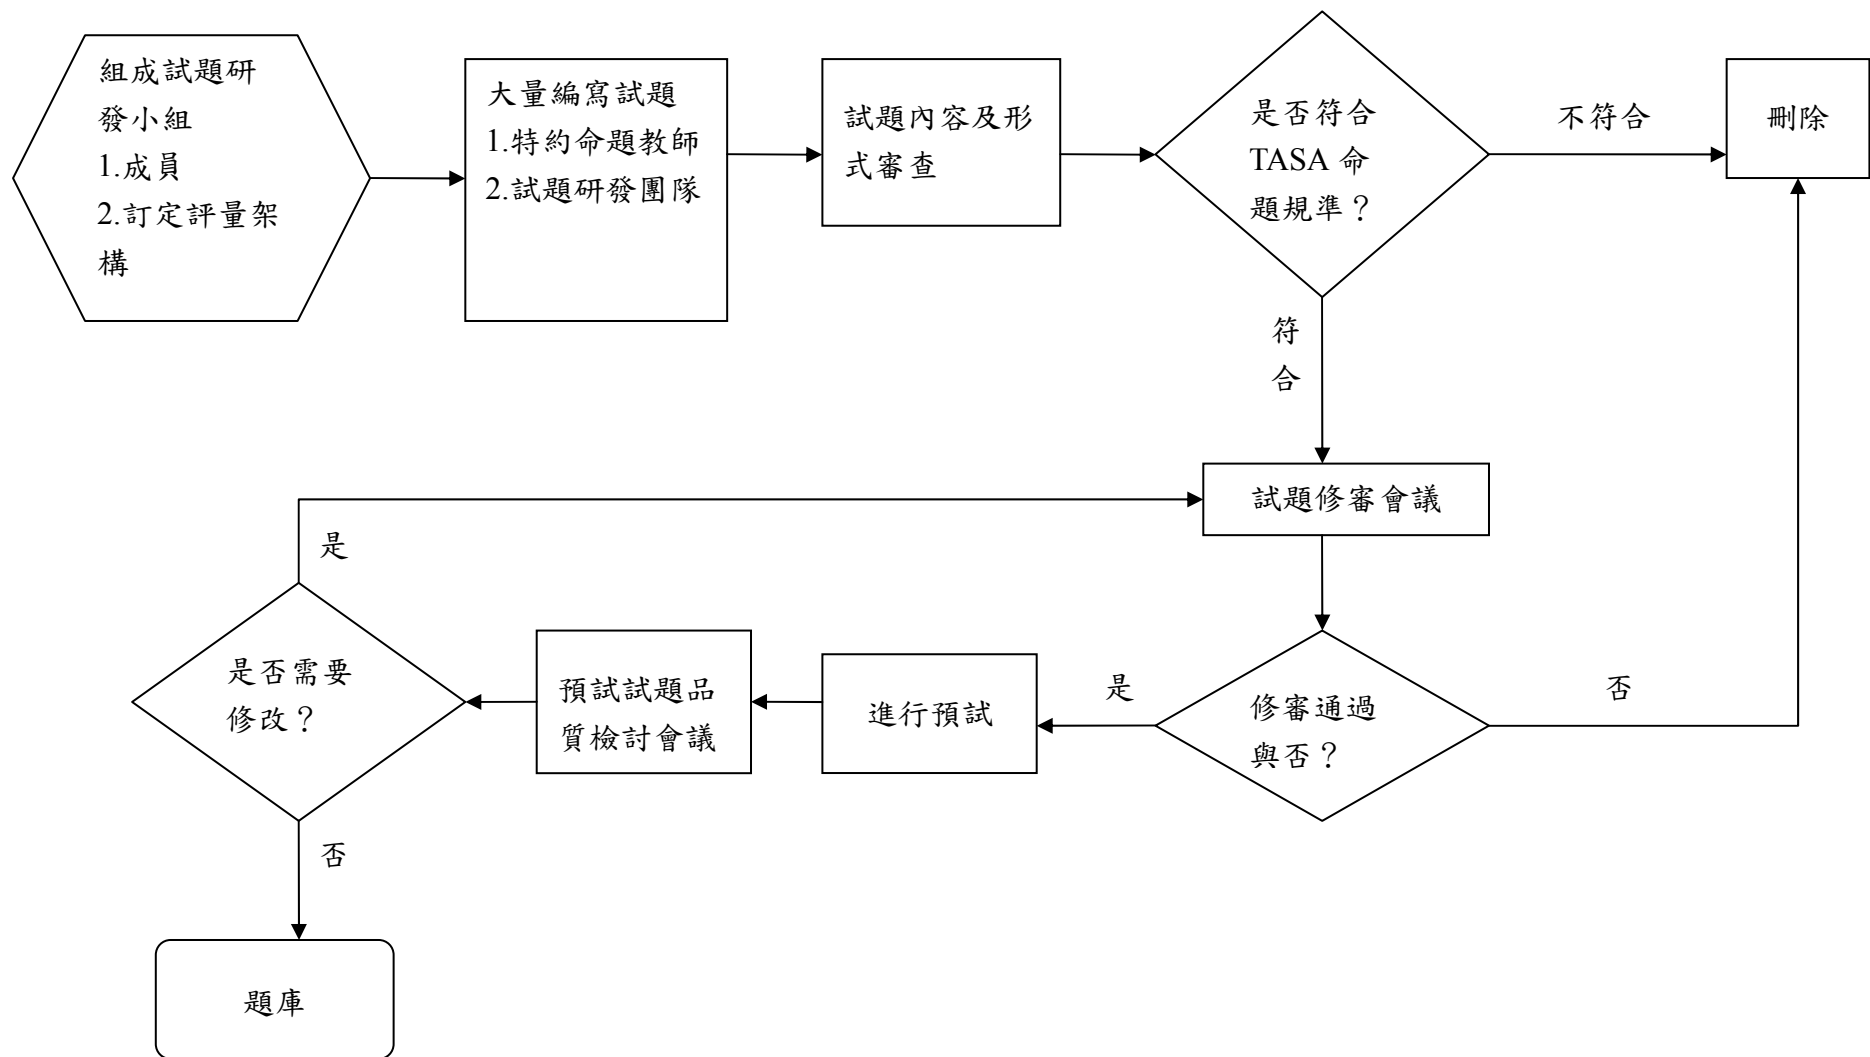 組成試題研
發小組
1.成員
2.訂定評量架
構
大量編寫試題
1.特約命題教師
2.試題研發團隊
試題內容及形
式審查
是否符合
TASA 命
題規準？
不符合
刪除
符
合
試題修審會議
是
是否需要
修改？
預試試題品
質檢討會議
進行預試
是
修審通過
與否？
否
否
題庫